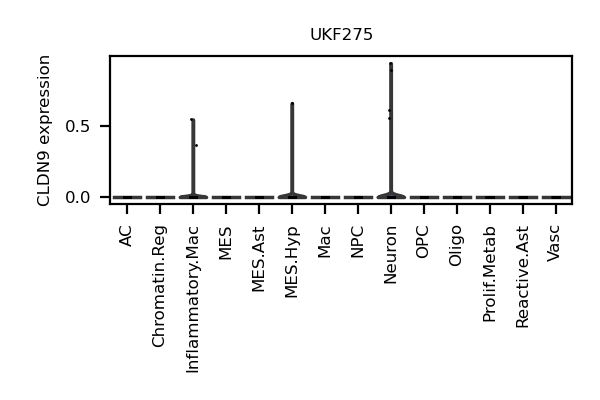 UKF275
CLDN9 expression
0.5
0.0
AC
Chromatin.Reg
Inflammatory.Mac
MES
MES.Ast
MES.Hyp
Mac
NPC
Neuron
OPC
Oligo
Prolif.Metab
Reactive.Ast
Vasc